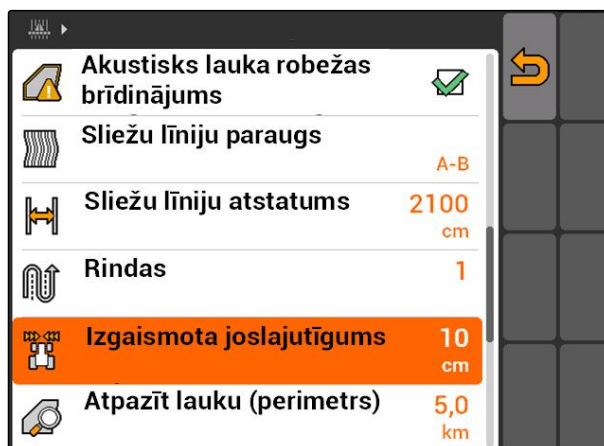 Akustisks lauka robežas
brīdinājums
Sliežu līniju paraugs
A-B
Sliežu līniju atstatums
2100
cm
Rindas
1
Izgaismota joslajutīgums
10
cm
Atpazīt lauku (perimetrs)
5,0
km